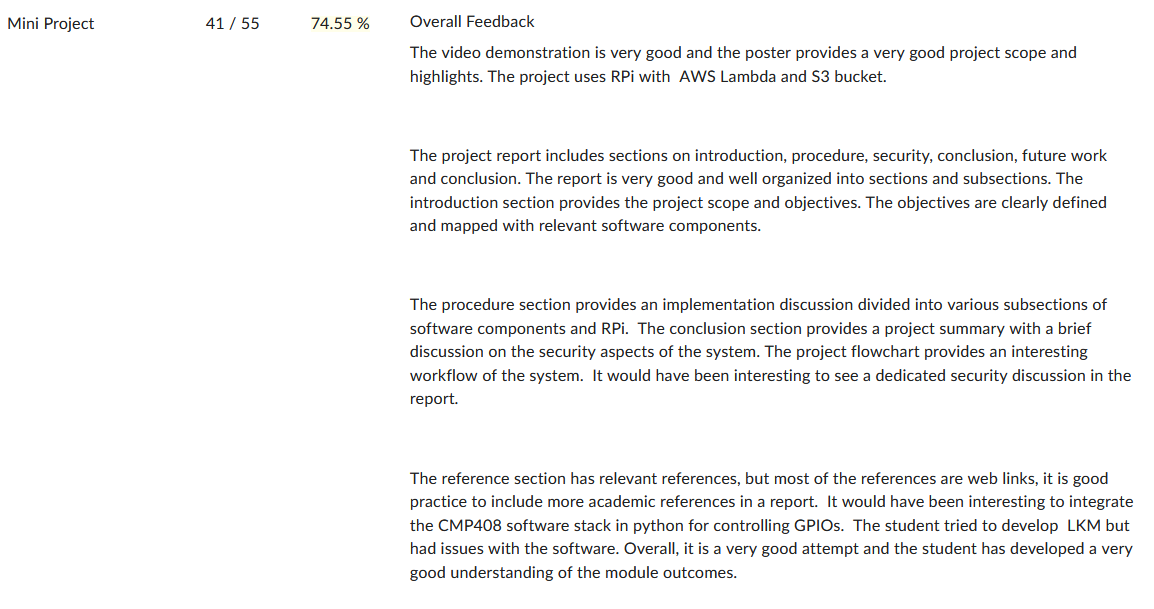 Mini Project 41 / 55 74.55 % Overall Feedback
The video demonstration is very good and the poster provides a very good project scope and
highlights. The project uses RPi with  AWS Lambda and S3 bucket.
The project report includes sections on introduction, procedure, security, conclusion, future work
and conclusion. The report is very good and well organized into sections and subsections. The
introduction section provides the project scope and objectives. The objectives are clearly defined
and mapped with relevant software components.
The procedure section provides an implementation discussion divided into various subsections of
software components and RPi.  The conclusion section provides a project summary with a brief
discussion on the security aspects of the system. The project flowchart provides an interesting
workflow of the system.  It would have been interesting to see a dedicated security discussion in the
report.
The reference section has relevant references, but most of the references are web links, it is good
practice to include more academic references in a report.  It would have been interesting to integrate
the CMP408 software stack in python for controlling GPIOs.  The student tried to develop  LKM but
had issues with the software. Overall, it is a very good attempt and the student has developed a very
good understanding of the module outcomes.